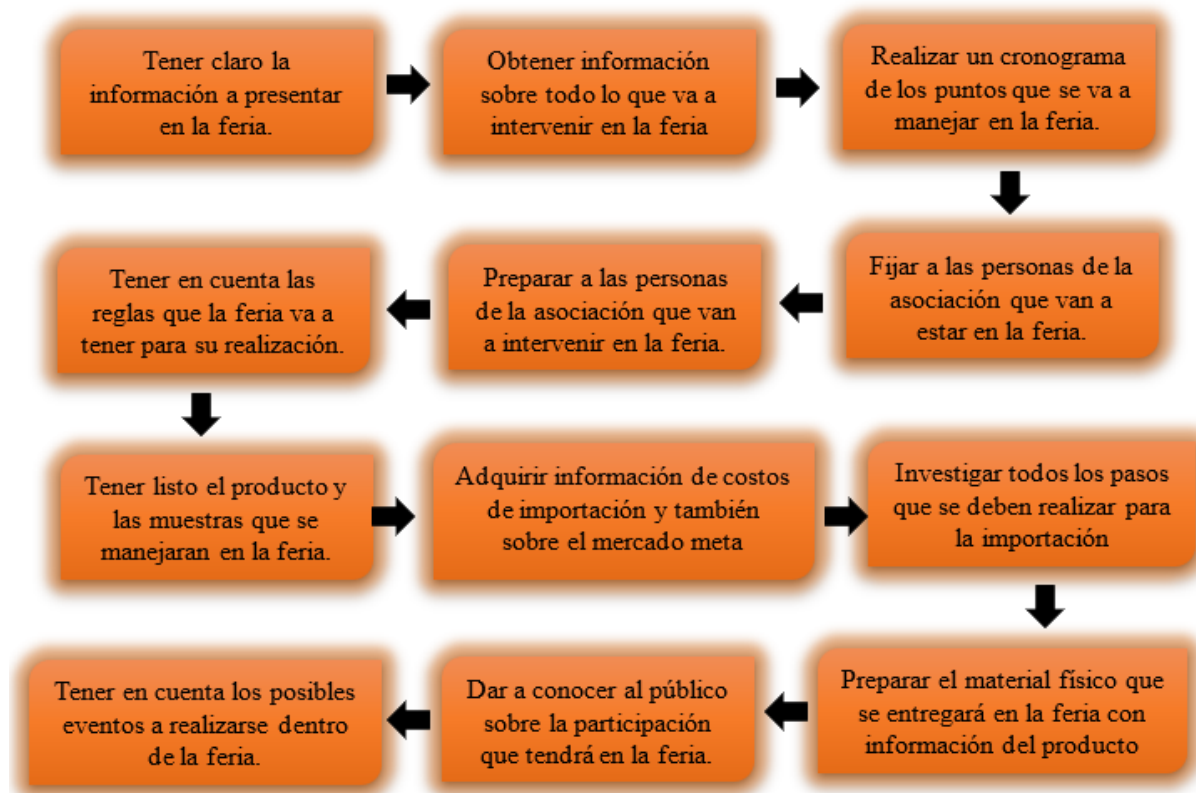 Tener claro la
información a presentar
en la feria.
Obtener información
sobre todo lo que va a
intervenir en la feria
Realizar un cronograma
de los puntos que se va a
manejar en la feria.
Fijar a las personas de la
asociación que van a
estar en la feria.
Preparar a las personas
de la asociación que van
a intervenir en la feria.
Tener en cuenta las
reglas que la feria va a
tener para su realización.
Tener listo el producto y
las muestras que se
manejaran en la feria.
Adquirir información de costos
de importación y también
sobre el mercado meta
Investigar todos los pasos
que se deben realizar para
la importación
Preparar el material físico que
se entregará en la feria con
información del producto
Dar a conocer al público
sobre la participación
que tendrá en la feria.
Tener en cuenta los posibles
eventos a realizarse dentro
de la feria.